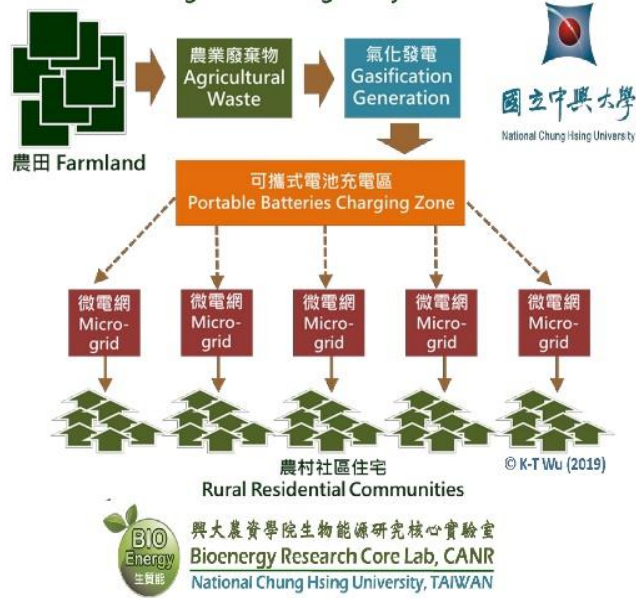 農業廢棄物
Agricultural
Waste
氣化發電
Gasification
Generation
國立中興大學
National Chung Hsing University
農田 Farmland
可攜式電池充電區
Portable Batteries Charging Zone
微電網
Micro-
grid
微電網
Micro-
grid
微電網
Micro-
grid
微電網
Micro-
grid
微電網
Micro-
grid
農村社區住宅
© K-T Wu (2019)
Rural Residential Communities
BIO
Energy
生質能
興大農資學院生物能源研究核心實驗室
Bioenergy Research Core Lab, CANR
National Chung Hsing University, TAIWAN